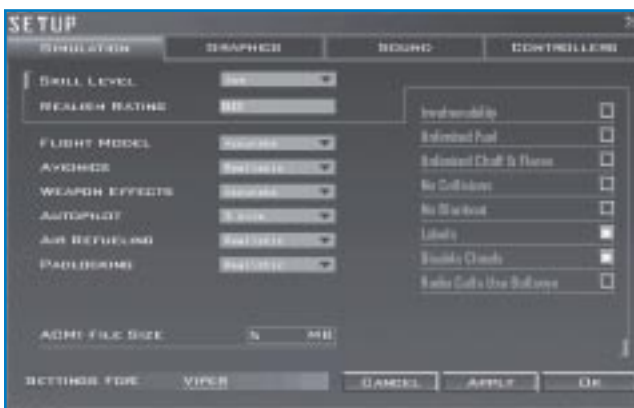 SETUP
SIMULATION GRAPHICS SOUND CONTROLLERS
SKILL LEVEL
REALISM RATING
FLIGHT MODEL
AVIONICS
WEAPON EFFECTS
AUTOPILOT
AIR REFUELING
PADLOCKING
Invulnerability
Unlimited Fuel
Unlimited Chaff & Flares
No Collisions
No Blackout
Labels
Disable Clouds
Radio Calls Use Bullseye
ACMI FILE SIZE 5 MB
SETTINGS FOR: VIPER
CANCEL APPLY OK